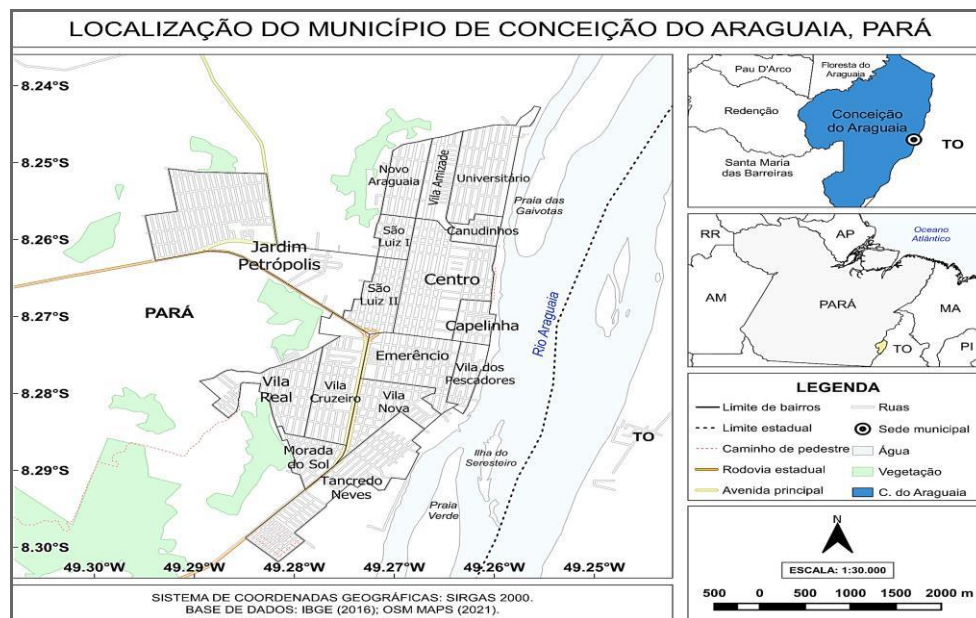 LOCALIZAÇÃO DO MUNICÍPIO DE CONCEIÇÃO DO ARAGUAIA, PARÁ
8.24°S
8.25°S
8.26°S
8.27°S
8.28°S
8.29°S
8.30°S
49.30°W
49.29°W
49.28°W
49.27°W
49.26°W
49.25°W
Novo
Araguaia
Vila Amizade
Universitário
Praia das
Gaivotas
São
Luiz I
Canudinhos
Jardim
Petrópolis
Centro
São
Luiz II
PARÁ
Capelinha
Rio Araguaia
Emerêncio
Vila dos
Pescadores
Vila
Real
Vila
Cruzeiro
Vila
Nova
Morada
do Sol
Tancredo
Neves
Ilha do
Seresteiro
TO
Praia
Verde
SISTEMA DE COORDENADAS GEOGRÁFICAS: SIRGAS 2000.
BASE DE DADOS: IBGE (2016); OSM MAPS (2021).
Pau D'Arco
Floresta do
Araguaia
Redenção
Conceição
do Araguaia
TO
Santa Maria
das Barreiras
RR
AP
Oceano
Atlântico
AM
PARÁ
MA
TO
PI
LEGENDA
Limite de bairros
Limite estadual
Caminho de pedestre
Rodovia estadual
Avenida principal
Ruas
Sede municipal
Água
Vegetação
C. do Araguaia
N
ESCALA: 1:30.000
500 0 500 1000 1500 2000 m